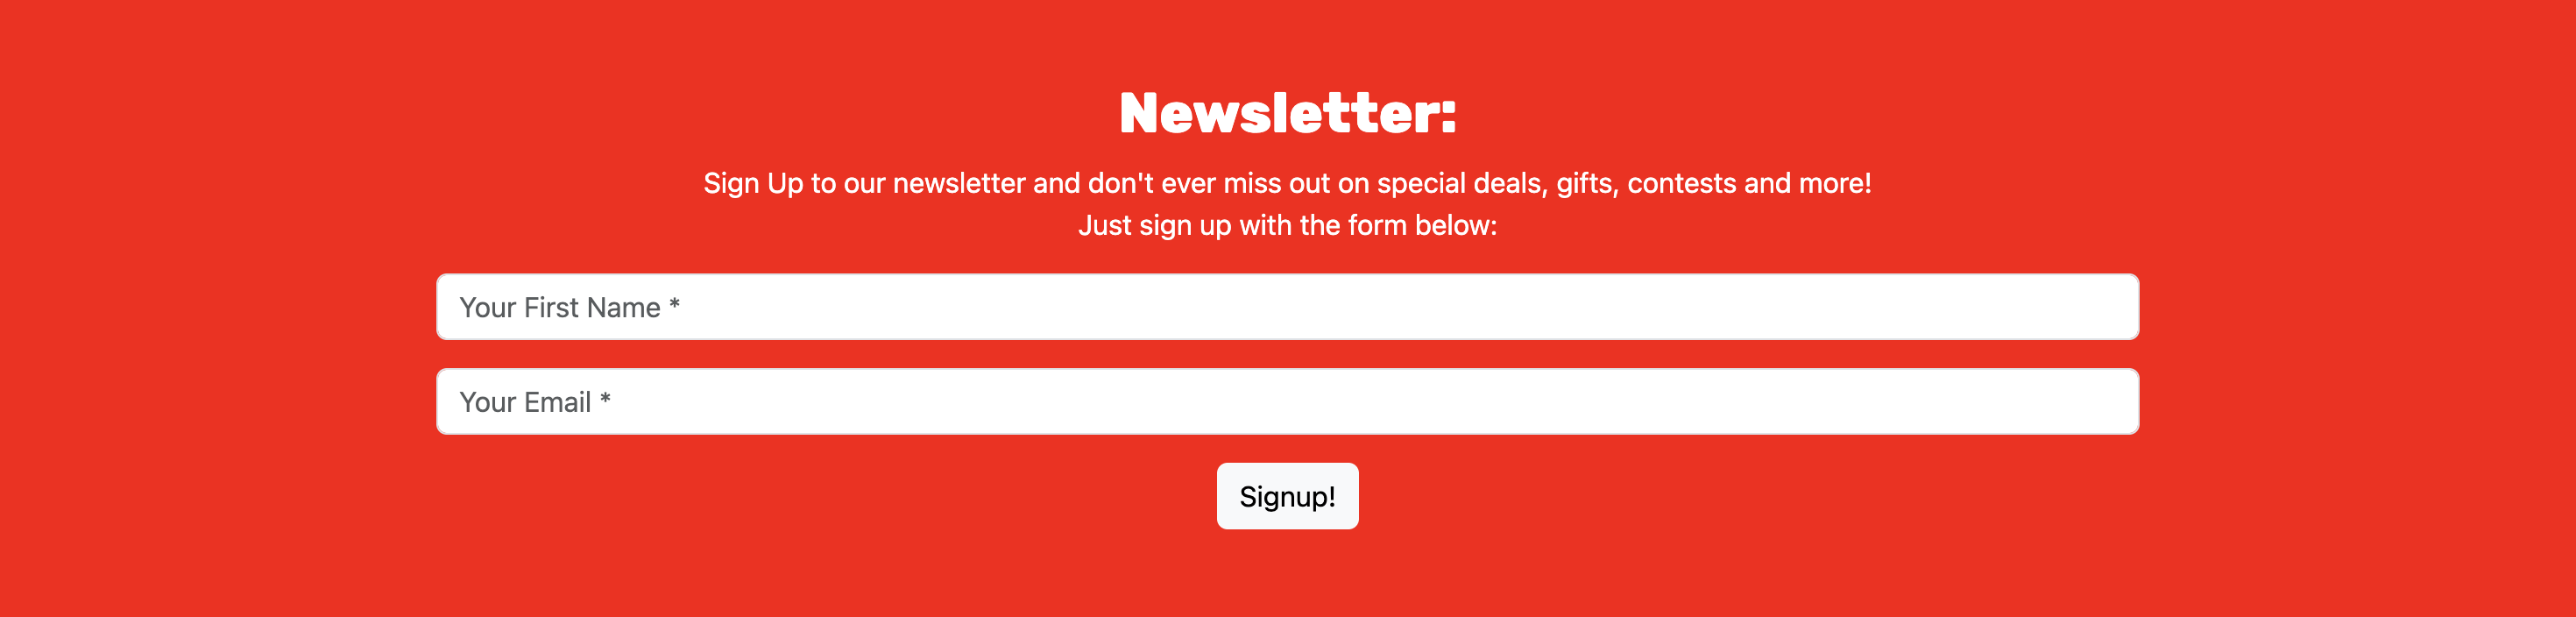 Newsletter:
Sign Up to our newsletter and don't ever miss out on special deals, gifts, contests and more!
Just sign up with the form below:
Your First Name *
Your Email *
Signup!